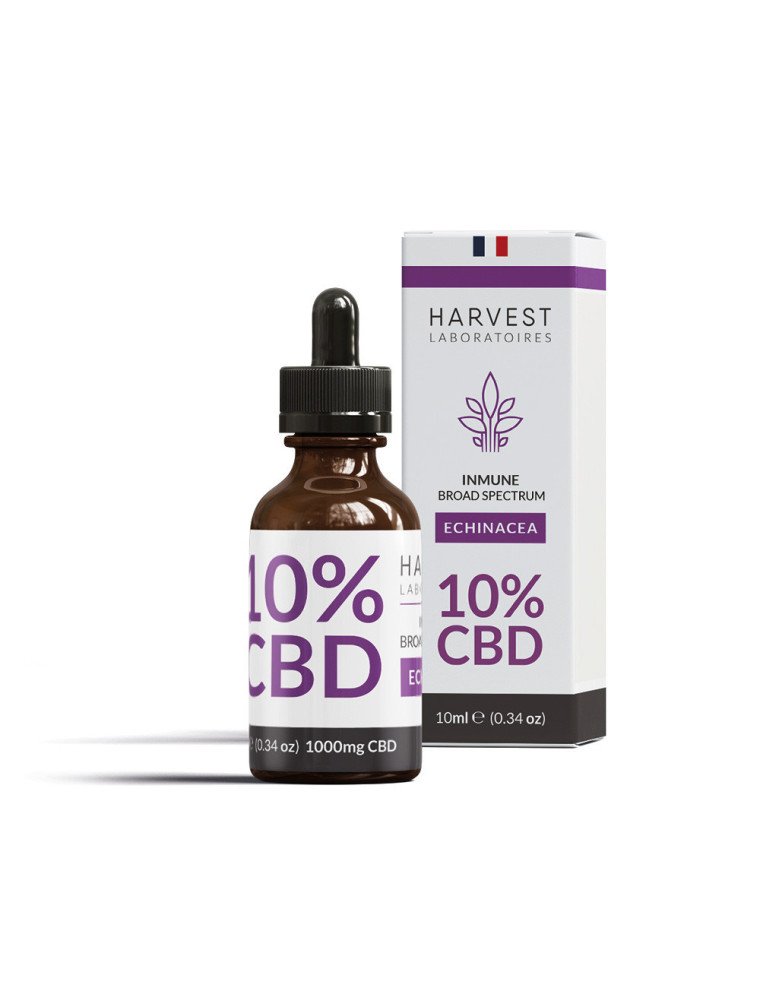 HARVEST
LABORATOIRES
INMUNE
BROAD SPECTRUM
ECHINACEA
10%
CBD
10ml ℮ (0.34 oz)
10%
CBD
(0.34 oz) 1000mg CBD